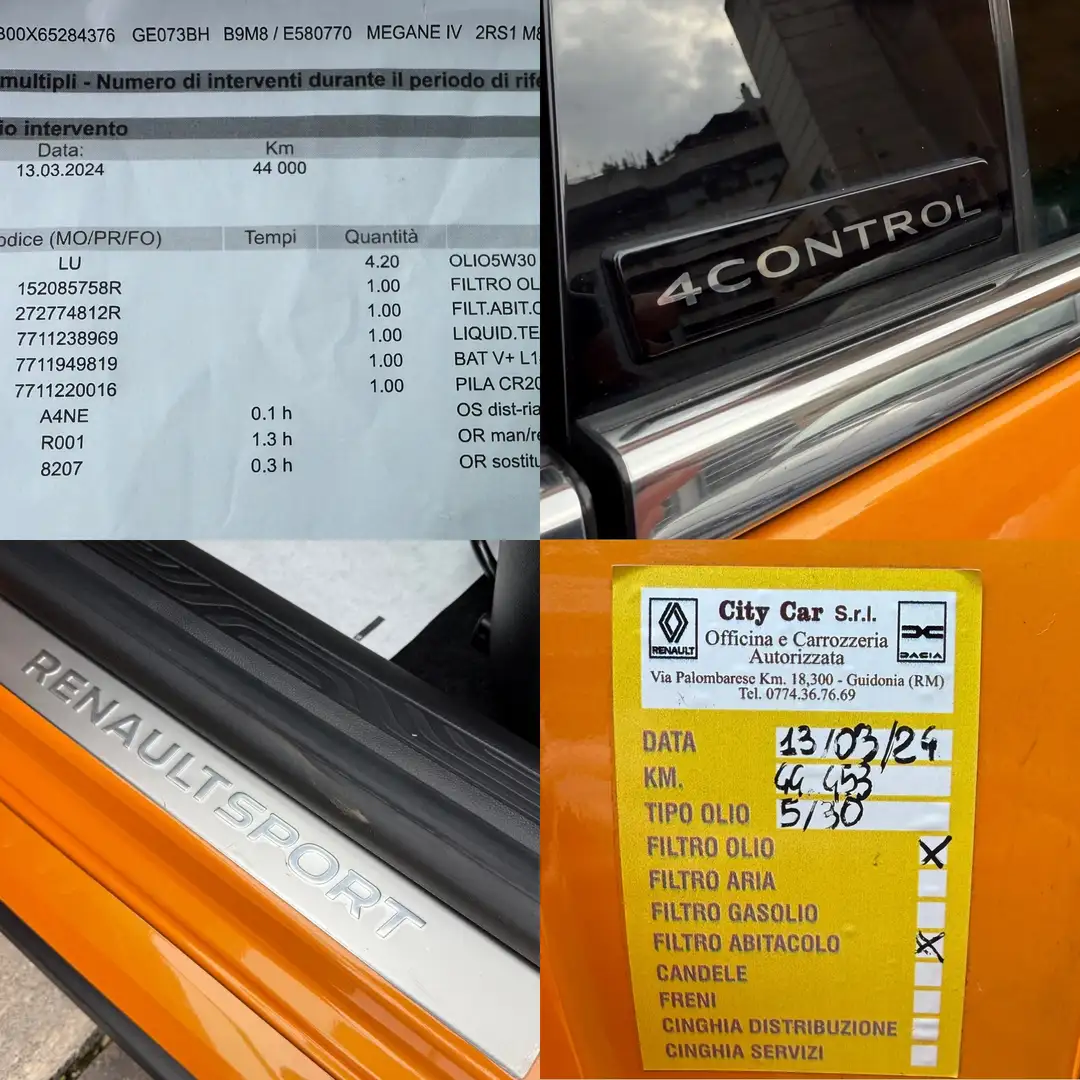 B00X65284376 GE073BH B9M8 / E580770 MEGANE IV 2RS1 M8
multipli - Numero di interventi durante il periodo di rife
io intervento
Data: Km
13.03.2024 44 000
odice (MO/PR/FO) Tempi Quantità
LU 4.20 OLIO5W30
152085758R 1.00 FILTRO OL
272774812R 1.00 FILT.ABIT.C
7711238969 1.00 LIQUID.TE
7711949819 1.00 BAT V+ L1
7711220016 1.00 PILA CR20
A4NE 0.1 h OS dist-ria
R001 1.3 h OR man/re
8207 0.3 h OR sostitu
4CONTROL
RENAULT SPORT
City Car S.r.l.
Officina e Carrozzeria
Autorizzata
RENAULT
DACIA
Via Palombarese Km. 18,300 - Guidonia (RM)
Tel. 0774.36.76.69
DATA 13/03/24
KM. 44.453
TIPO OLIO 5/30
FILTRO OLIO X
FILTRO ARIA
FILTRO GASOLIO
FILTRO ABITACOLO X
CANDELE
FRENI
CINGHIA DISTRIBUZIONE
CINGHIA SERVIZI